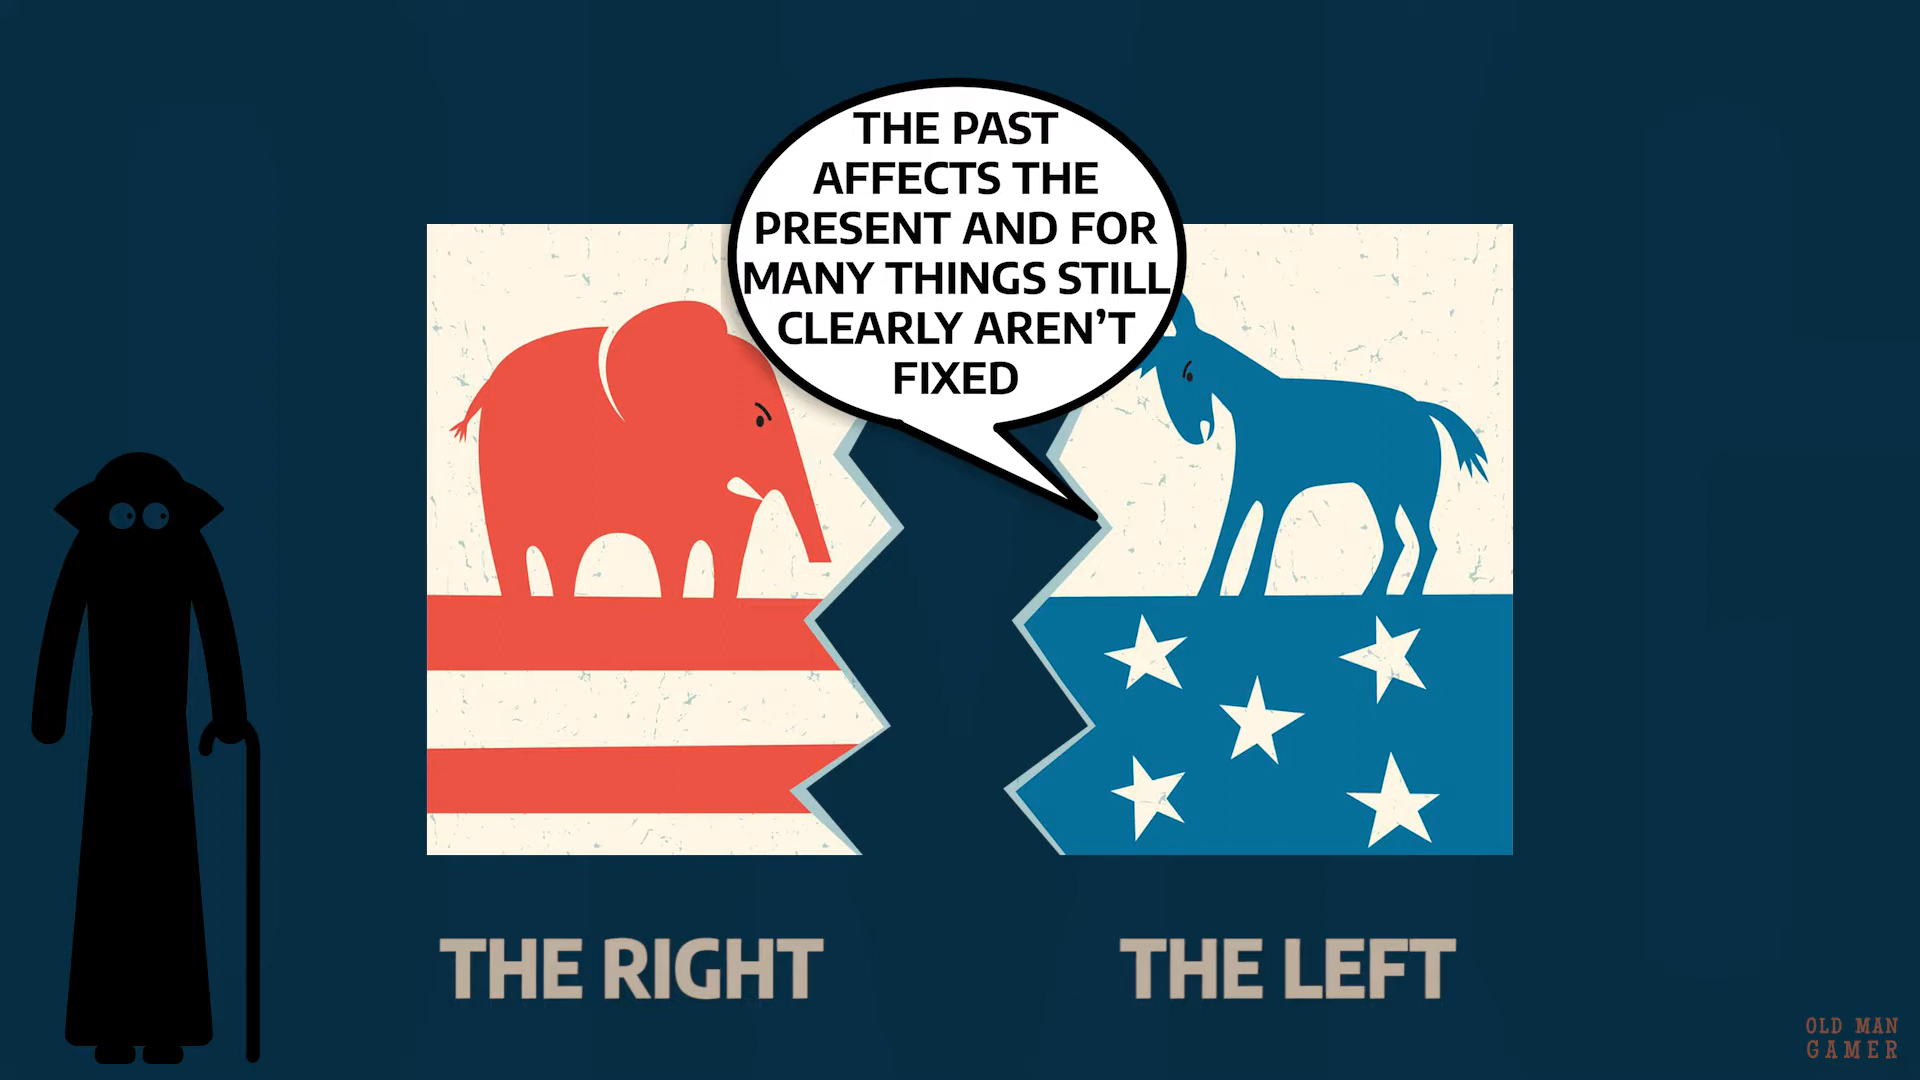 THE PAST
AFFECTS THE
PRESENT AND FOR
MANY THINGS STILL
CLEARLY AREN’T
FIXED
THE RIGHT
THE LEFT
OLD MAN
GAMER